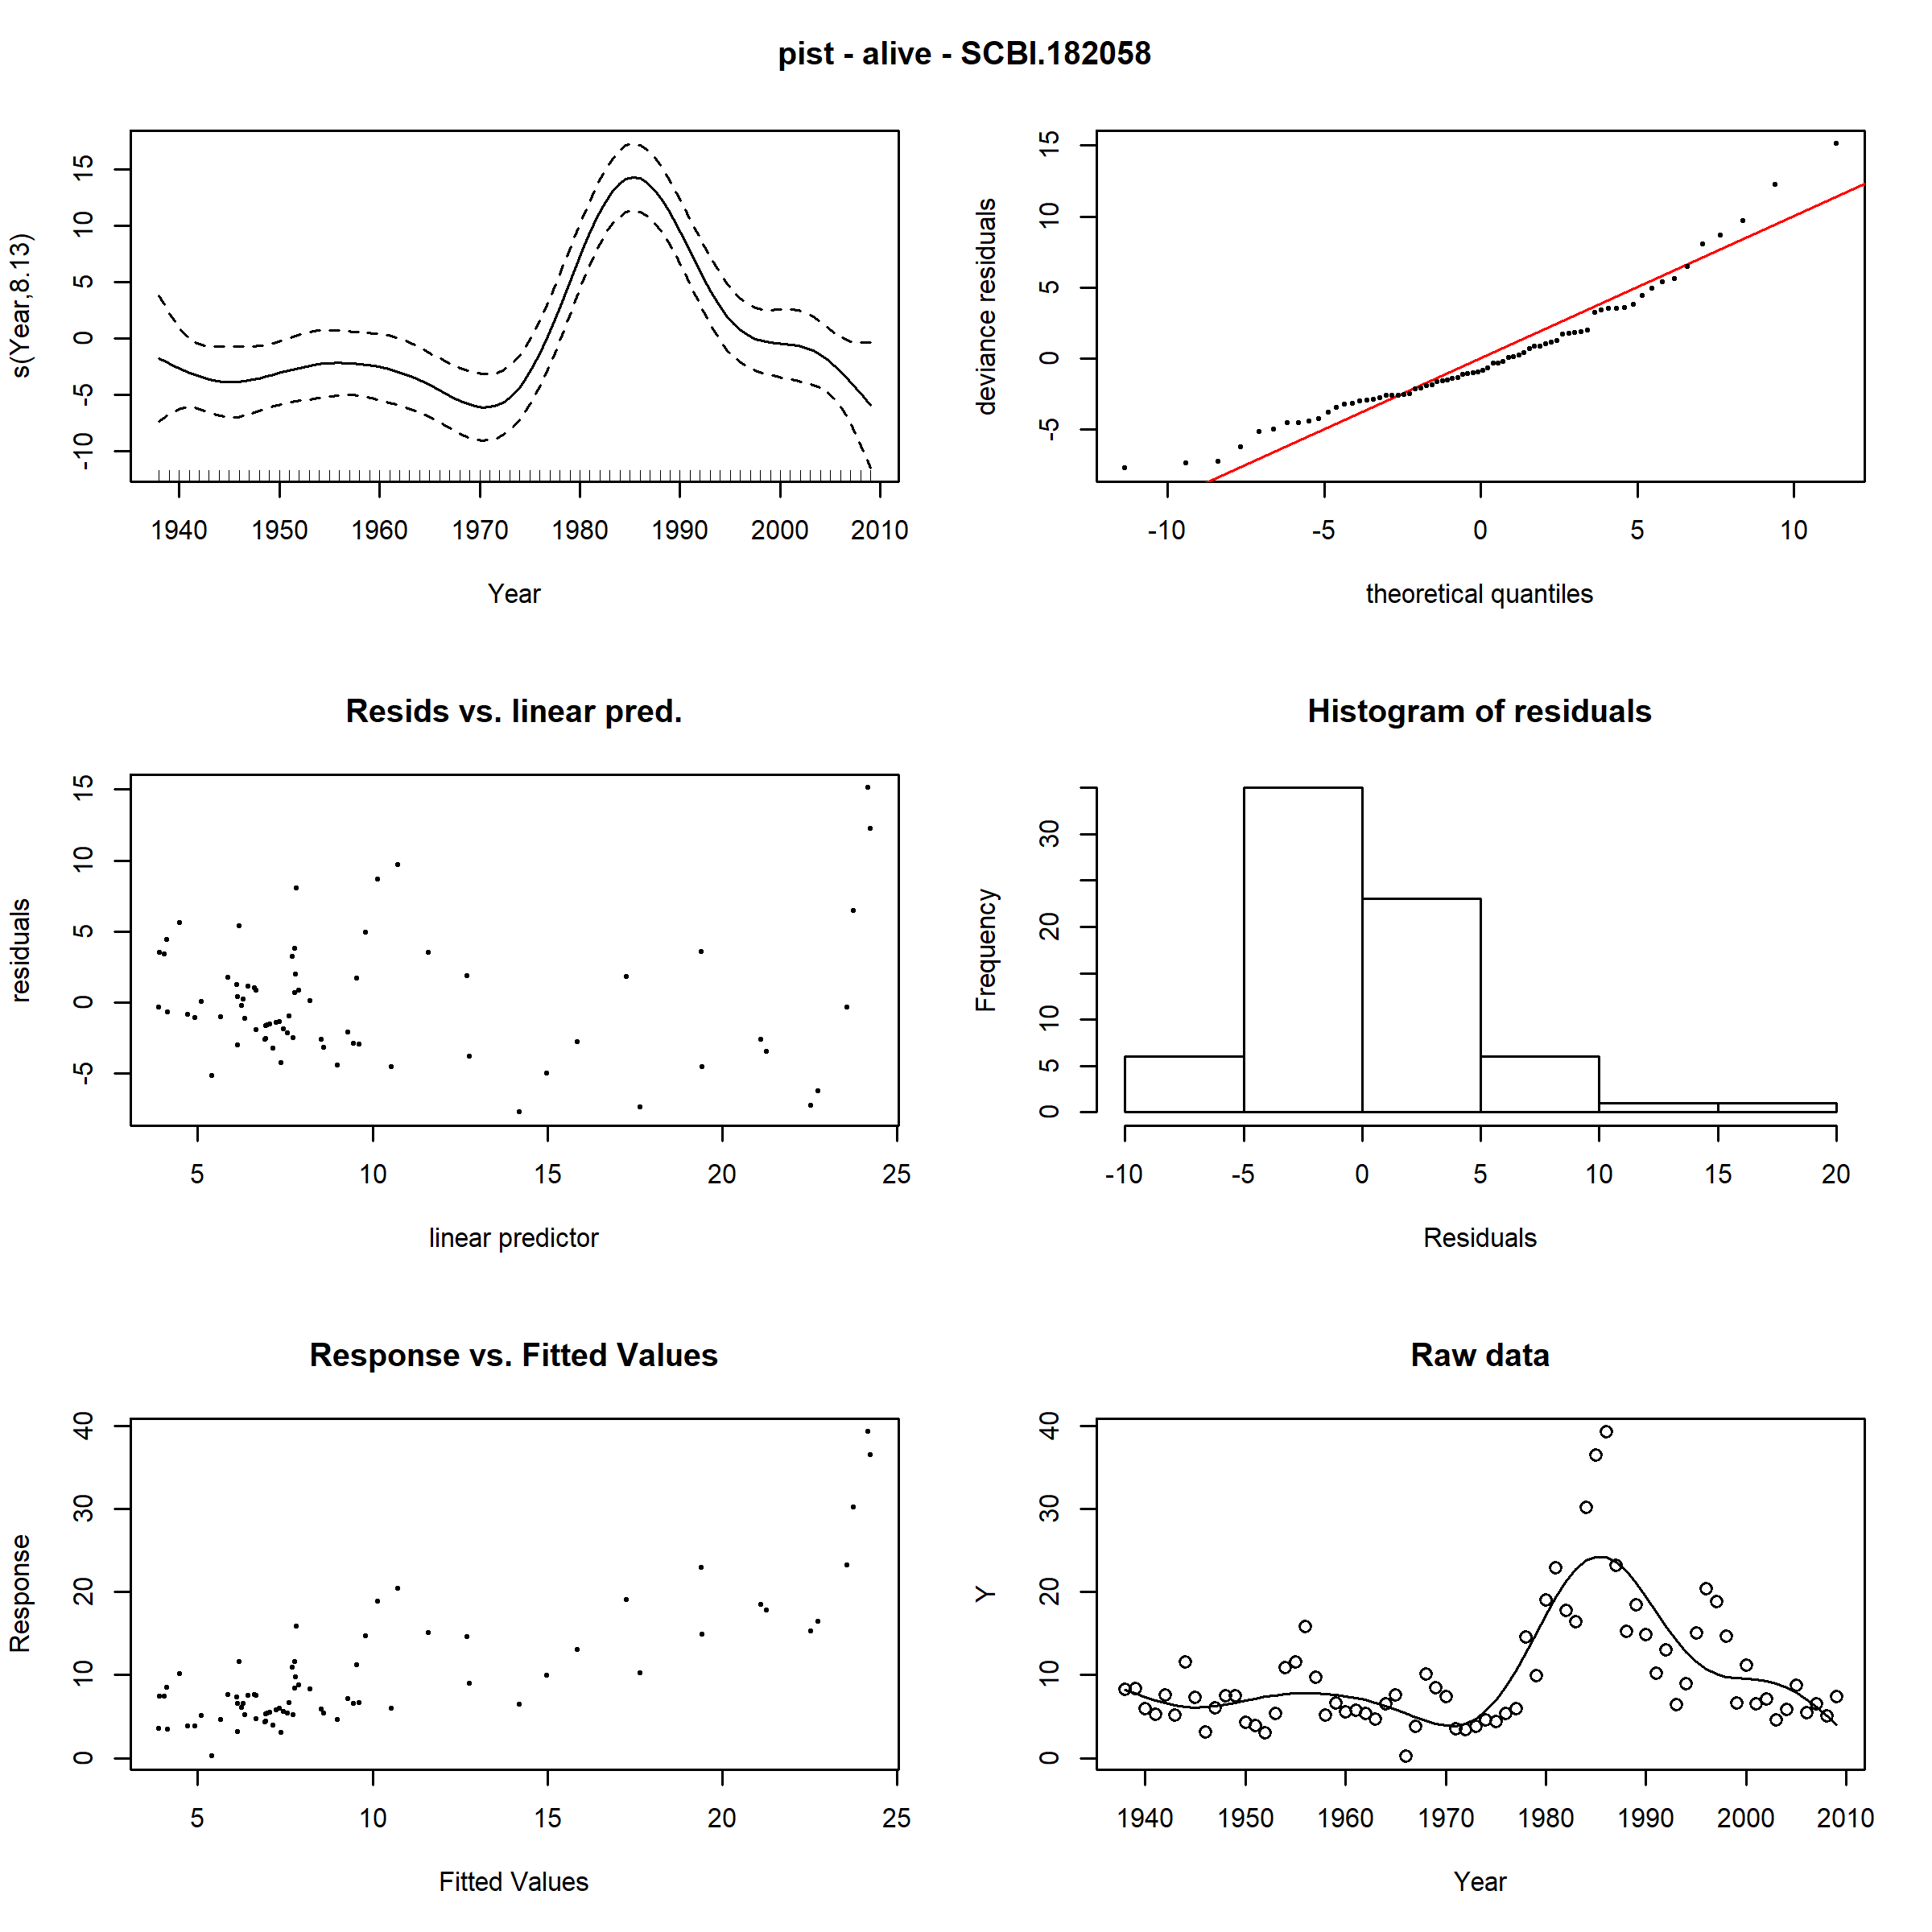 pist - alive - SCBI.182058
s(Year,8.13)
15
10
5
0
-5
-10
1940 1950 1960 1970 1980 1990 2000 2010
Year
deviance residuals
15
10
5
0
-5
-10 -5 0 5 10
theoretical quantiles
Resids vs. linear pred.
residuals
15
10
5
0
-5
5 10 15 20 25
linear predictor
Histogram of residuals
Frequency
30
20
10
5
0
-10 -5 0 5 10 15 20
Residuals
Response vs. Fitted Values
Response
40
30
20
10
0
5 10 15 20 25
Fitted Values
Raw data
Y
40
30
20
10
0
1940 1950 1960 1970 1980 1990 2000 2010
Year